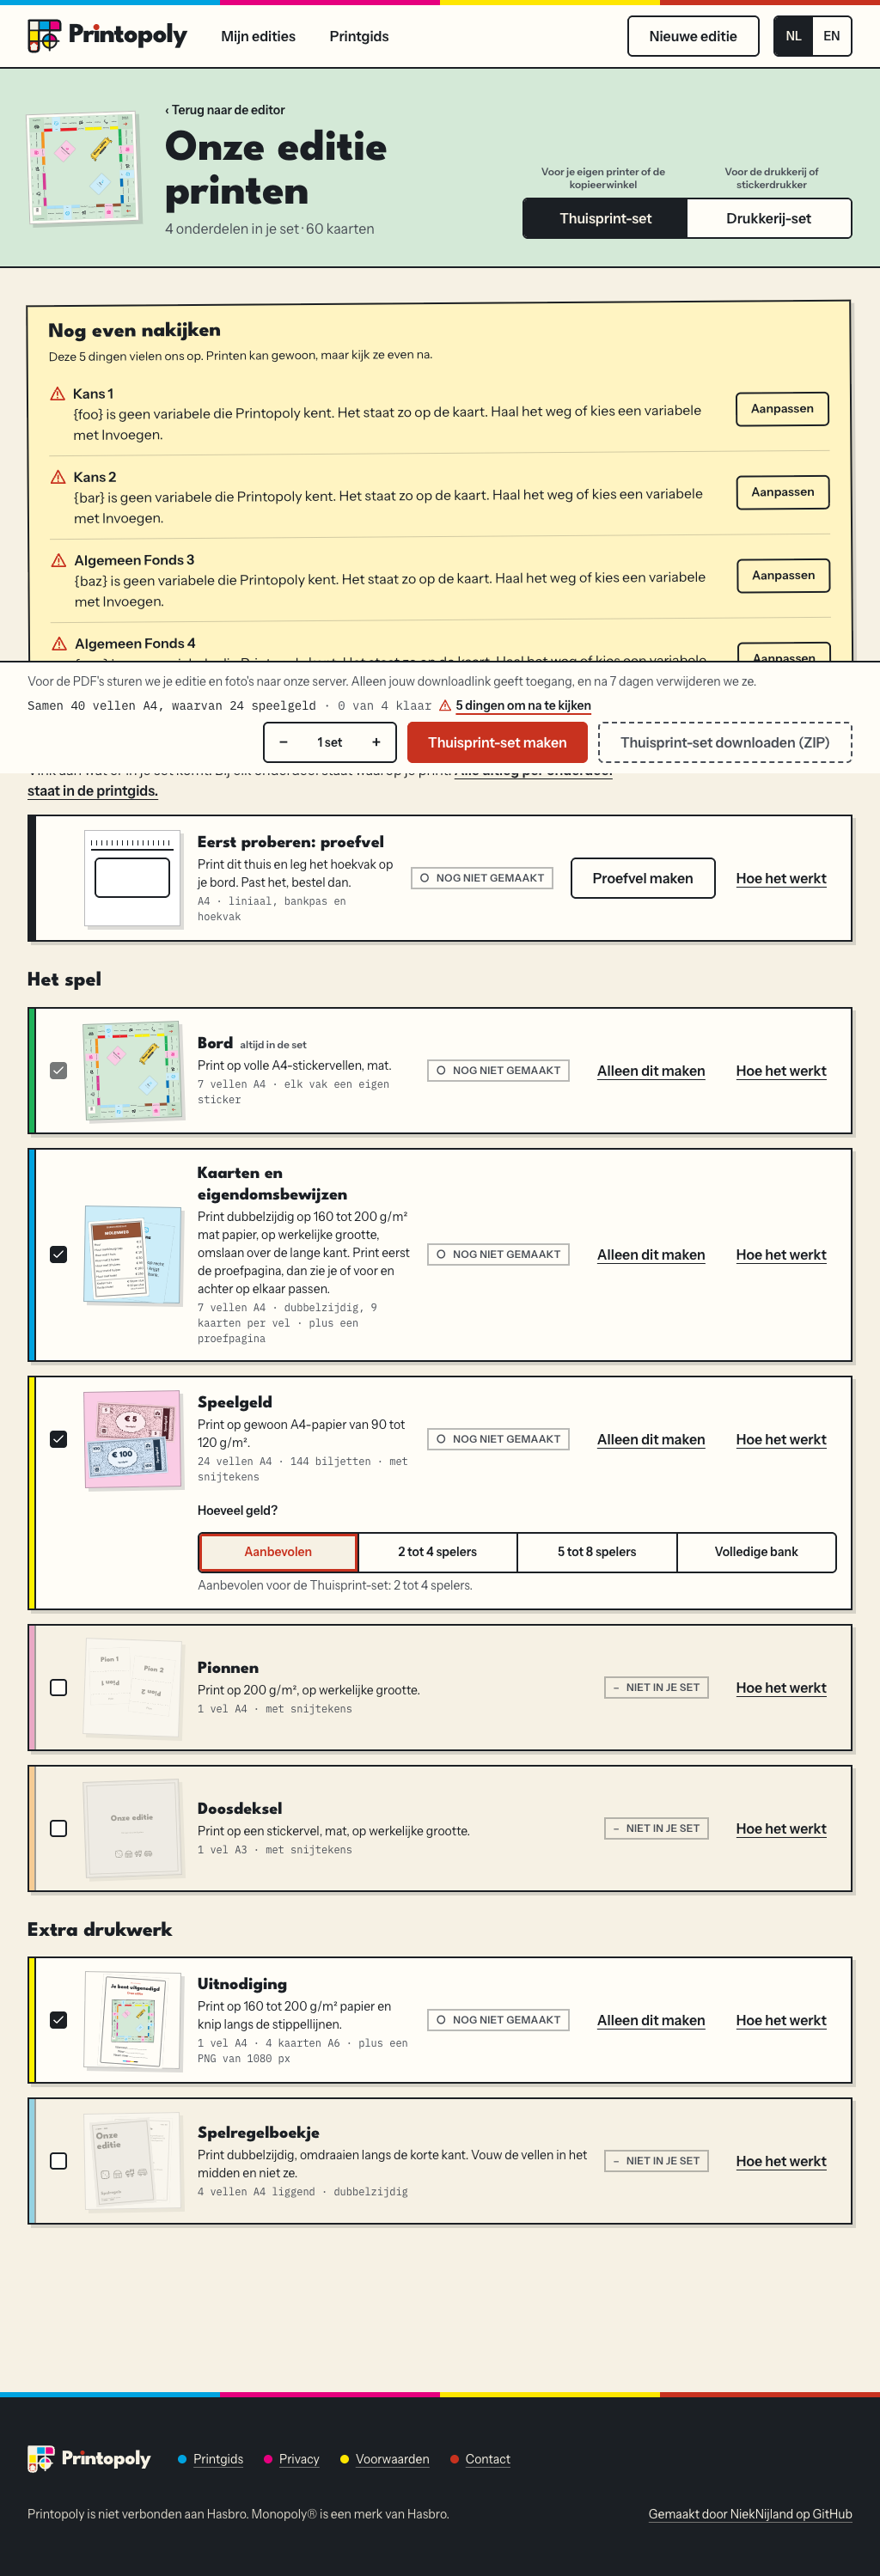 Printopoly
Mijn edities
Printgids
Nieuwe editie
NL
EN
‹ Terug naar de editor
Onze editie
printen
4 onderdelen in je set · 60 kaarten
Voor je eigen printer of de
kopieerwinkel
Voor de drukkerij of
stickerdrukker
Thuisprint-set
Drukkerij-set
Nog even nakijken
Deze 5 dingen vielen ons op. Printen kan gewoon, maar kijk ze even na.
Kans 1
{foo} is geen variabele die Printopoly kent. Het staat zo op de kaart. Haal het weg of kies een variabele
met Invoegen.
Aanpassen
Kans 2
{bar} is geen variabele die Printopoly kent. Het staat zo op de kaart. Haal het weg of kies een variabele
met Invoegen.
Aanpassen
Algemeen Fonds 3
{baz} is geen variabele die Printopoly kent. Het staat zo op de kaart. Haal het weg of kies een variabele
met Invoegen.
Aanpassen
Algemeen Fonds 4
Aanpassen
Voor de PDF's sturen we je editie en foto's naar onze server. Alleen jouw downloadlink geeft toegang, en na 7 dagen verwijderen we ze.
Samen 40 vellen A4, waarvan 24 speelgeld · 0 van 4 klaar
5 dingen om na te kijken
− 1 set +
Thuisprint-set maken
Thuisprint-set downloaden (ZIP)
staat in de printgids.
Eerst proberen: proefvel
Print dit thuis en leg het hoekvak op
je bord. Past het, bestel dan.
A4 · liniaal, bankpas en
hoekvak
NOG NIET GEMAAKT
Proefvel maken
Hoe het werkt
Het spel
Bord altijd in de set
Print op volle A4-stickervellen, mat.
7 vellen A4 · elk vak een eigen
sticker
NOG NIET GEMAAKT
Alleen dit maken
Hoe het werkt
Kaarten en
eigendomsbewijzen
Print dubbelzijdig op 160 tot 200 g/m²
mat papier, op werkelijke grootte,
omslaan over de lange kant. Print eerst
de proefpagina, dan zie je of voor en
achter op elkaar passen.
7 vellen A4 · dubbelzijdig, 9
kaarten per vel · plus een
proefpagina
NOG NIET GEMAAKT
Alleen dit maken
Hoe het werkt
€ 5
€ 100
Speelgeld
Print op gewoon A4-papier van 90 tot
120 g/m².
24 vellen A4 · 144 biljetten · met
snijtekens
NOG NIET GEMAAKT
Alleen dit maken
Hoe het werkt
Hoeveel geld?
Aanbevolen
2 tot 4 spelers
5 tot 8 spelers
Volledige bank
Aanbevolen voor de Thuisprint-set: 2 tot 4 spelers.
Pion 1
Pion 2
Pion 1
Pion 2
Pionnen
Print op 200 g/m², op werkelijke grootte.
1 vel A4 · met snijtekens
– NIET IN JE SET
Hoe het werkt
Onze editie
Doosdeksel
Print op een stickervel, mat, op werkelijke grootte.
1 vel A3 · met snijtekens
– NIET IN JE SET
Hoe het werkt
Extra drukwerk
Je bent uitgenodigd
Uitnodiging
Print op 160 tot 200 g/m² papier en
knip langs de stippellijnen.
1 vel A4 · 4 kaarten A6 · plus een
PNG van 1080 px
NOG NIET GEMAAKT
Alleen dit maken
Hoe het werkt
Onze
editie
Spelregelboekje
Print dubbelzijdig, omdraaien langs de korte kant. Vouw de vellen in het
midden en niet ze.
4 vellen A4 liggend · dubbelzijdig
– NIET IN JE SET
Hoe het werkt
Printopoly
Printgids
Privacy
Voorwaarden
Contact
Printopoly is niet verbonden aan Hasbro. Monopoly® is een merk van Hasbro.
Gemaakt door NiekNijland op GitHub